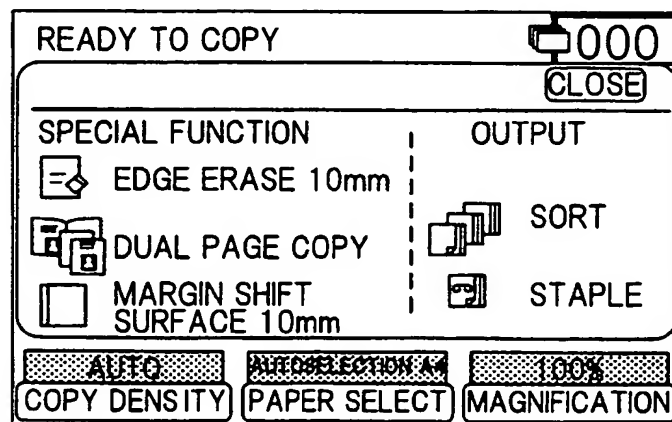 READY TO COPY 000
CLOSE
SPECIAL FUNCTION
EDGE ERASE 10mm
DUAL PAGE COPY
MARGIN SHIFT
SURFACE 10mm
OUTPUT
SORT
STAPLE
AUTO
COPY DENSITY
AUTOSELECTION A4
PAPER SELECT
100%
MAGNIFICATION